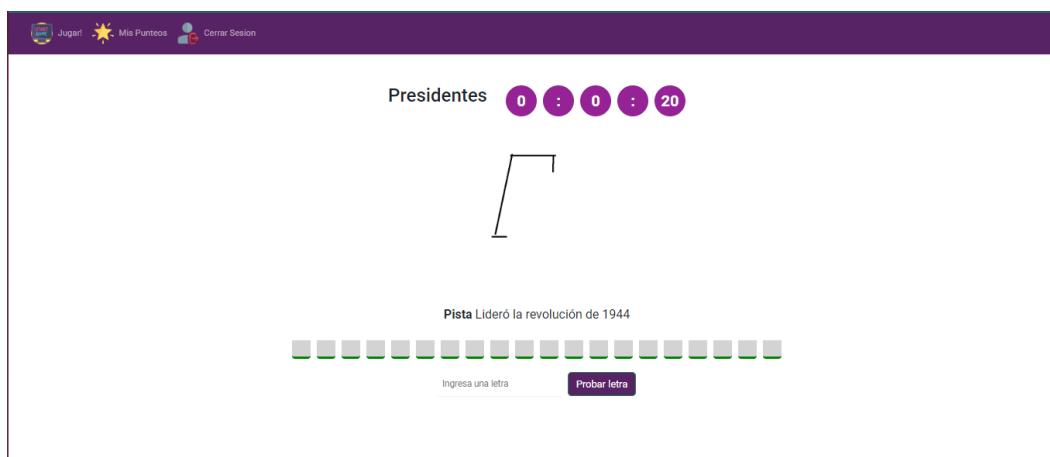 Jugar! Mis Punteos Cerrar Sesion
Presidentes 0 : 0 : 20
Pista Lideró la revolución de 1944
Ingresa una letra Probar letra